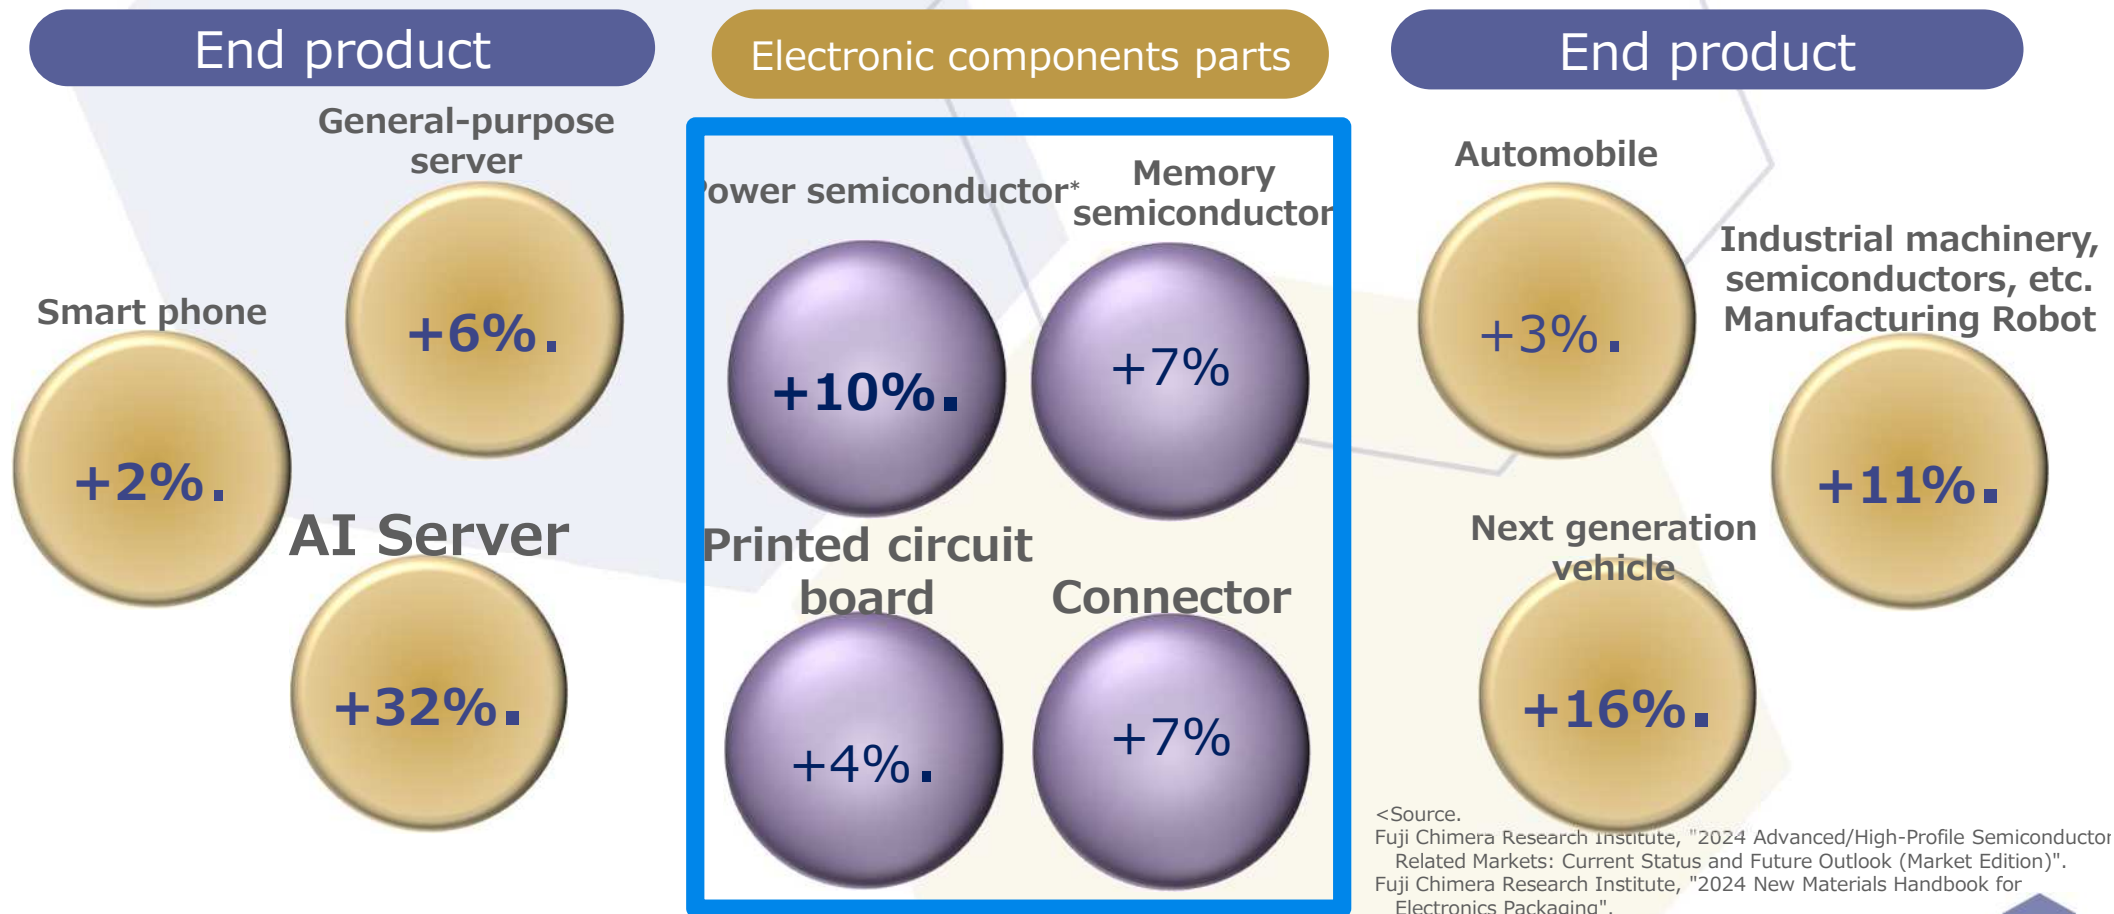 End product
General-purpose
server
+6%.
Smart phone
+2%.
AI Server
+32%.
Electronic components parts
Power semiconductor*
+10%.
Memory
semiconductor
+7%
Printed circuit
board
+4%.
Connector
+7%
End product
Automobile
+3%.
Industrial machinery,
semiconductors, etc.
Manufacturing Robot
+11%.
Next generation
vehicle
+16%.
<Source.
Fuji Chimera Research Institute, "2024 Advanced/High-Profile Semiconductor
Related Markets: Current Status and Future Outlook (Market Edition)".
Fuji Chimera Research Institute, "2024 New Materials Handbook for
Electronics Packaging".